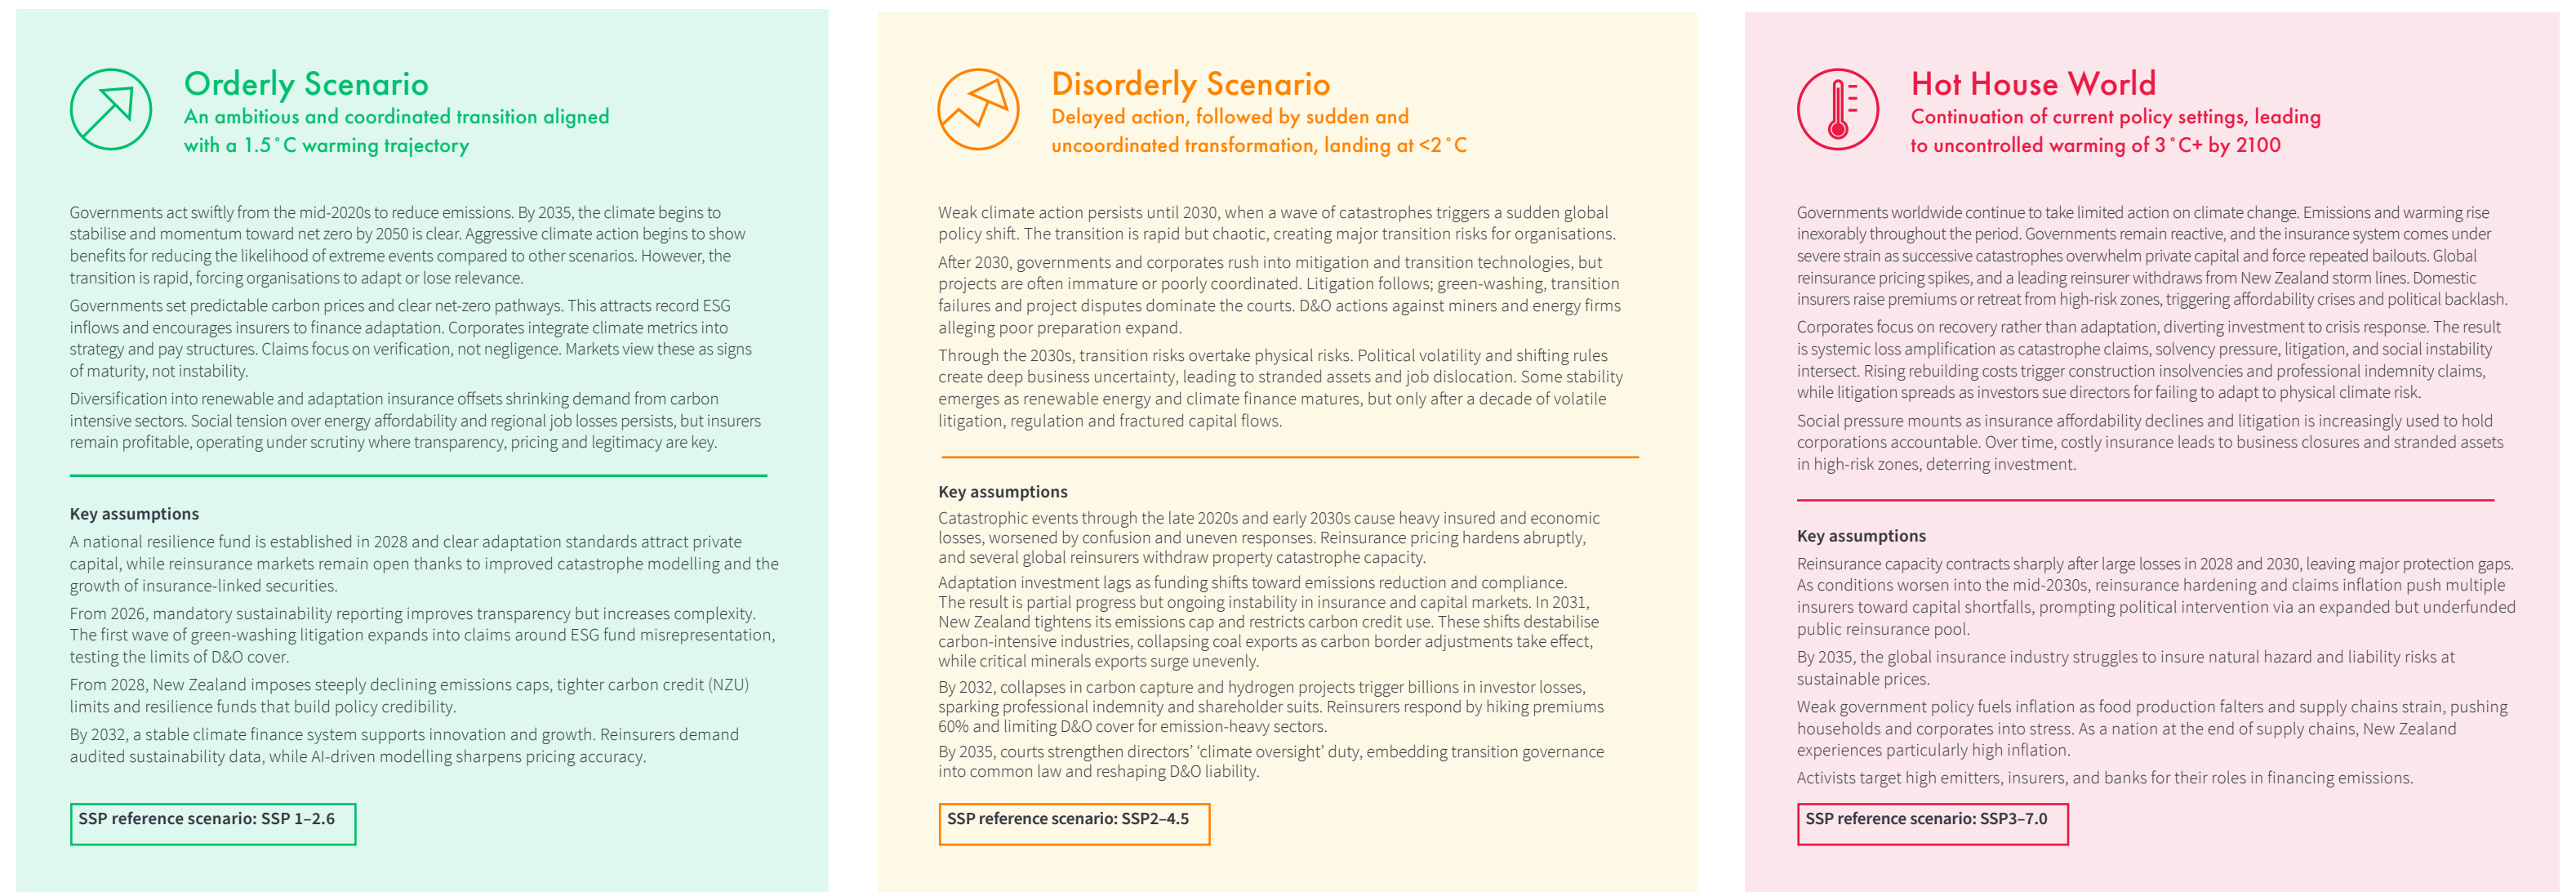 Orderly Scenario
An ambitious and coordinated transition aligned
with a 1.5°C warming trajectory
Governments act swiftly from the mid-2020s to reduce emissions. By 2035, the climate begins to
stabilise and momentum toward net zero by 2050 is clear. Aggressive climate action begins to show
benefits for reducing the likelihood of extreme events compared to other scenarios. However, the
transition is rapid, forcing organisations to adapt or lose relevance.
Governments set predictable carbon prices and clear net-zero pathways. This attracts record ESG
inflows and encourages insurers to finance adaptation. Corporates integrate climate metrics into
strategy and pay structures. Claims focus on verification, not negligence. Markets view these as signs
of maturity, not instability.
Diversification into renewable and adaptation insurance offsets shrinking demand from carbon
intensive sectors. Social tension over energy affordability and regional job losses persists, but insurers
remain profitable, operating under scrutiny where transparency, pricing and legitimacy are key.
Key assumptions
A national resilience fund is established in 2028 and clear adaptation standards attract private
capital, while reinsurance markets remain open thanks to improved catastrophe modelling and the
growth of insurance-linked securities.
From 2026, mandatory sustainability reporting improves transparency but increases complexity.
The first wave of green-washing litigation expands into claims around ESG fund misrepresentation,
testing the limits of D&O cover.
From 2028, New Zealand imposes steeply declining emissions caps, tighter carbon credit (NZU)
limits and resilience funds that build policy credibility.
By 2032, a stable climate finance system supports innovation and growth. Reinsurers demand
audited sustainability data, while AI-driven modelling sharpens pricing accuracy.
SSP reference scenario: SSP 1–2.6
Disorderly Scenario
Delayed action, followed by sudden and
uncoordinated transformation, landing at <2°C
Weak climate action persists until 2030, when a wave of catastrophes triggers a sudden global
policy shift. The transition is rapid but chaotic, creating major transition risks for organisations.
After 2030, governments and corporates rush into mitigation and transition technologies, but
projects are often immature or poorly coordinated. Litigation follows; green-washing, transition
failures and project disputes dominate the courts. D&O actions against miners and energy firms
alleging poor preparation expand.
Through the 2030s, transition risks overtake physical risks. Political volatility and shifting rules
create deep business uncertainty, leading to stranded assets and job dislocation. Some stability
emerges as renewable energy and climate finance matures, but only after a decade of volatile
litigation, regulation and fractured capital flows.
Key assumptions
Catastrophic events through the late 2020s and early 2030s cause heavy insured and economic
losses, worsened by confusion and uneven responses. Reinsurance pricing hardens abruptly,
and several global reinsurers withdraw property catastrophe capacity.
Adaptation investment lags as funding shifts toward emissions reduction and compliance.
The result is partial progress but ongoing instability in insurance and capital markets. In 2031,
New Zealand tightens its emissions cap and restricts carbon credit use. These shifts destabilise
carbon-intensive industries, collapsing coal exports as carbon border adjustments take effect,
while critical minerals exports surge unevenly.
By 2032, collapses in carbon capture and hydrogen projects trigger billions in investor losses,
sparking professional indemnity and shareholder suits. Reinsurers respond by hiking premiums
60% and limiting D&O cover for emission-heavy sectors.
By 2035, courts strengthen directors' 'climate oversight' duty, embedding transition governance
into common law and reshaping D&O liability.
SSP reference scenario: SSP2–4.5
Hot House World
Continuation of current policy settings, leading
to uncontrolled warming of 3°C+ by 2100
Governments worldwide continue to take limited action on climate change. Emissions and warming rise
inexorably throughout the period. Governments remain reactive, and the insurance system comes under
severe strain as successive catastrophes overwhelm private capital and force repeated bailouts. Global
reinsurance pricing spikes, and a leading reinsurer withdraws from New Zealand storm lines. Domestic
insurers raise premiums or retreat from high-risk zones, triggering affordability crises and political backlash.
Corporates focus on recovery rather than adaptation, diverting investment to crisis response. The result
is systemic loss amplification as catastrophe claims, solvency pressure, litigation, and social instability
intersect. Rising rebuilding costs trigger construction insolvencies and professional indemnity claims,
while litigation spreads as investors sue directors for failing to adapt to physical climate risk.
Social pressure mounts as insurance affordability declines and litigation is increasingly used to hold
corporations accountable. Over time, costly insurance leads to business closures and stranded assets
in high-risk zones, deterring investment.
Key assumptions
Reinsurance capacity contracts sharply after large losses in 2028 and 2030, leaving major protection gaps.
As conditions worsen into the mid-2030s, reinsurance hardening and claims inflation push multiple
insurers toward capital shortfalls, prompting political intervention via an expanded but underfunded
public reinsurance pool.
By 2035, the global insurance industry struggles to insure natural hazard and liability risks at
sustainable prices.
Weak government policy fuels inflation as food production falters and supply chains strain, pushing
households and corporates into stress. As a nation at the end of supply chains, New Zealand
experiences particularly high inflation.
Activists target high emitters, insurers, and banks for their roles in financing emissions.
SSP reference scenario: SSP3–7.0